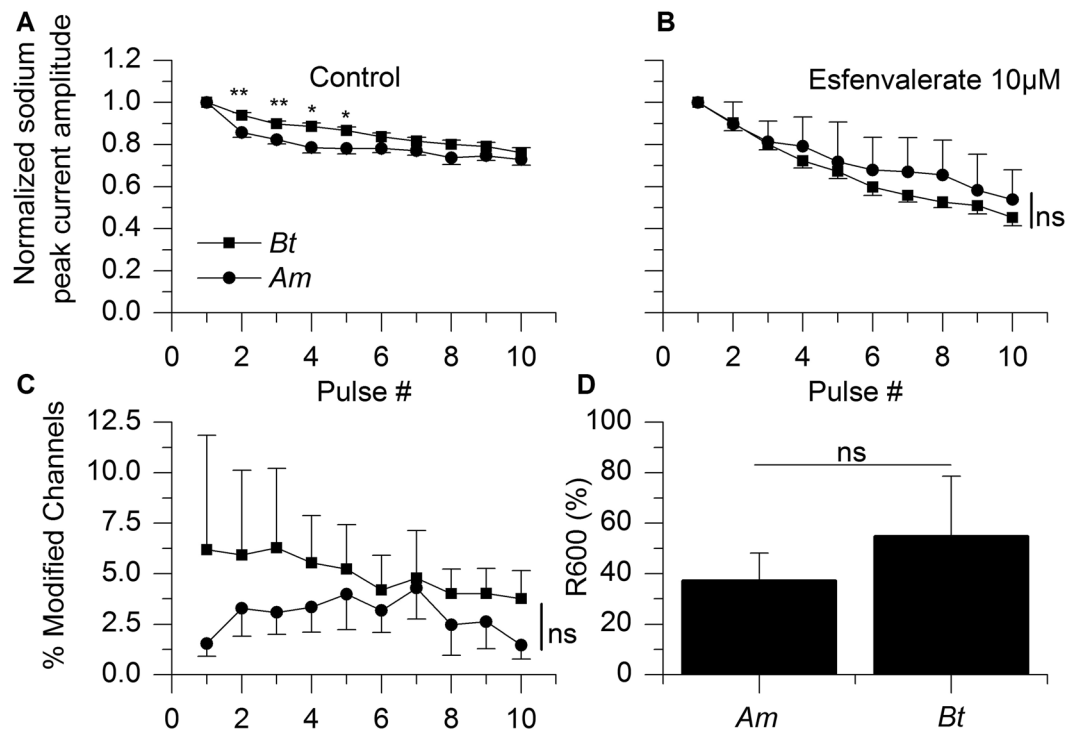 A
Normalized sodium
peak current amplitude
1.2
1.0
0.8
0.6
0.4
0.2
0.0
Control
** ** * *
Bt
Am
0 2 4 6 8 10
Pulse #
B
Esfenvalerate 10µM
ns
0 2 4 6 8 10
Pulse #
C
% Modified Channels
12.5
10.0
7.5
5.0
2.5
0.0
ns
0 2 4 6 8 10
D
R600 (%)
100
80
60
40
20
0
ns
Am Bt